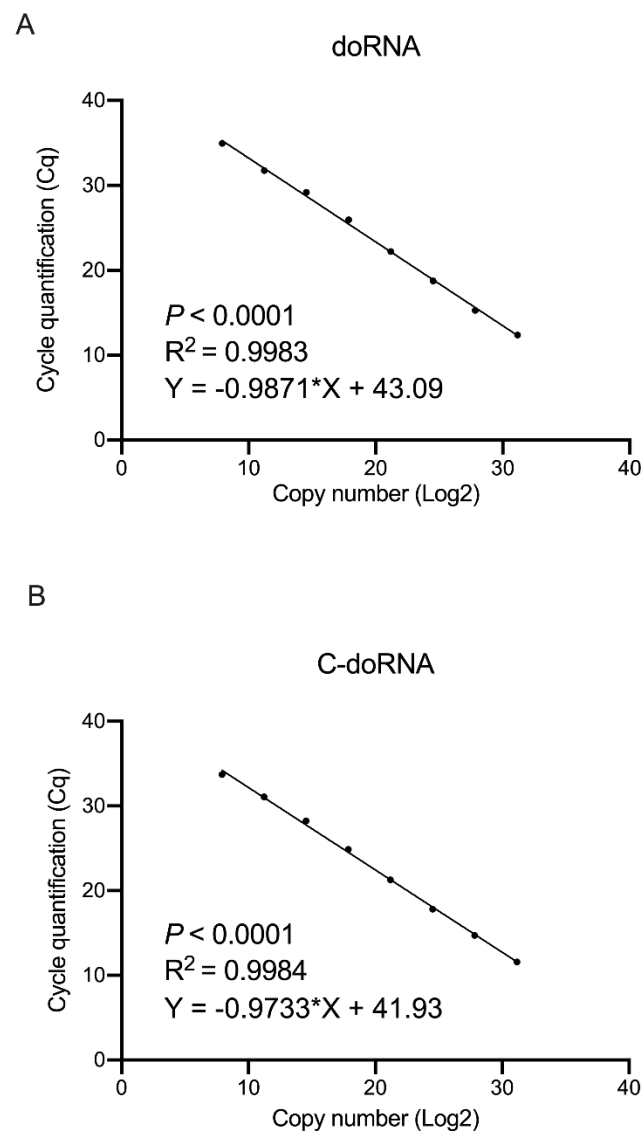 A
doRNA
40
30
20
10
0
Cycle quantification (Cq)
P < 0.0001
R² = 0.9983
Y = -0.9871*X + 43.09
0 10 20 30 40
Copy number (Log2)
B
C-doRNA
40
30
20
10
0
Cycle quantification (Cq)
P < 0.0001
R² = 0.9984
Y = -0.9733*X + 41.93
0 10 20 30 40
Copy number (Log2)